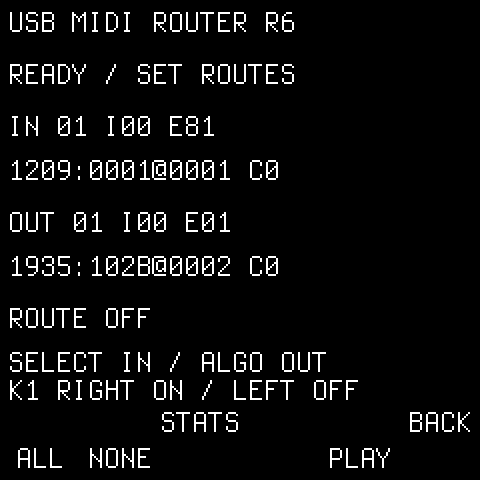 USB MIDI ROUTER R6
READY / SET ROUTES
IN 01 I00 E81
1209:0001@0001 C0
OUT 01 I00 E01
1935:102B@0002 C0
ROUTE OFF
SELECT IN / ALGO OUT
K1 RIGHT ON / LEFT OFF
STATS BACK
ALL NONE PLAY